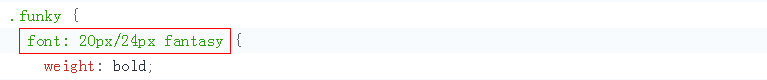 .funky {
font: 20px/24px fantasy {
weight: bold;